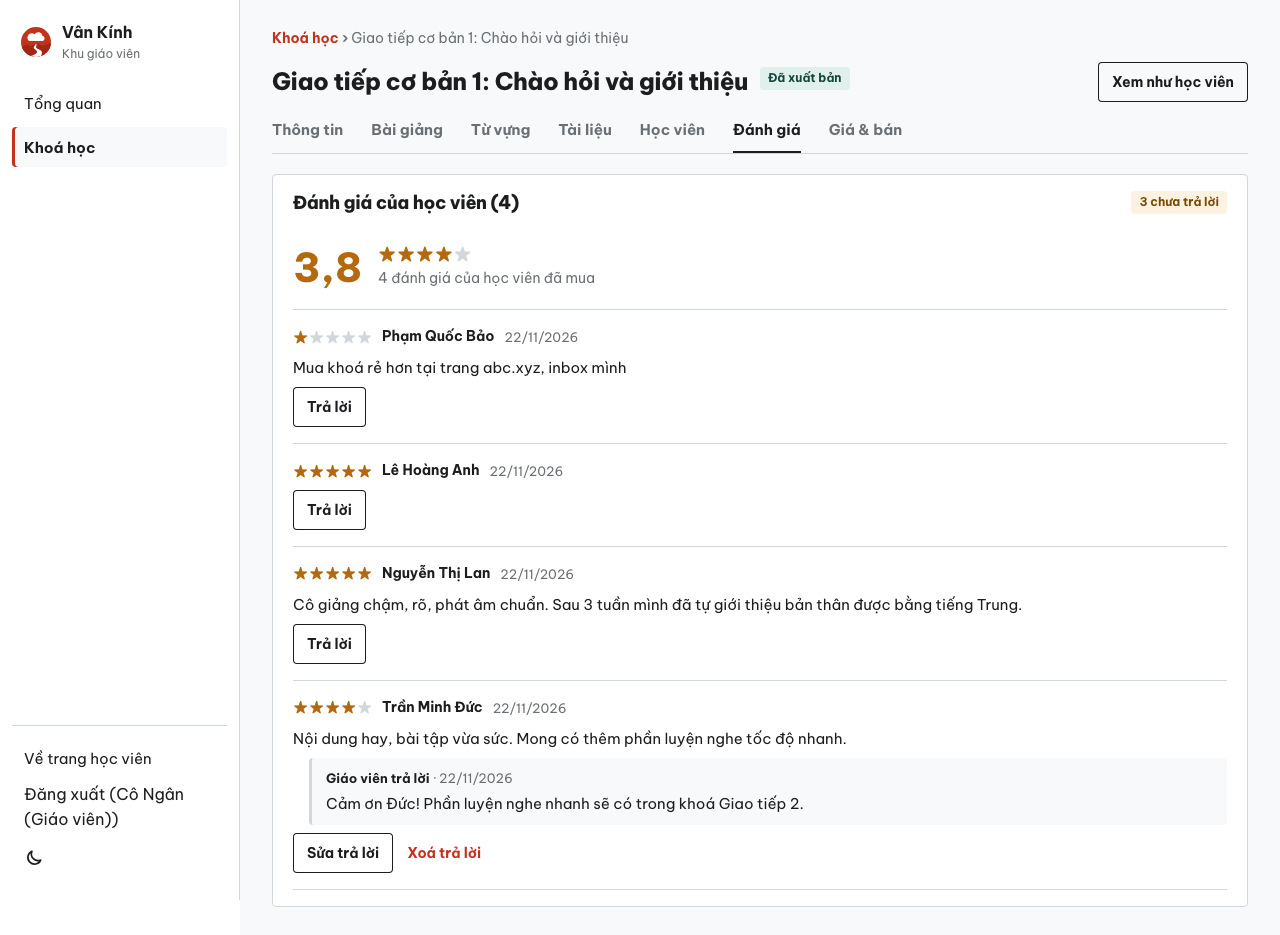 Vân Kính
Khu giáo viên
Tổng quan
Khoá học
Về trang học viên
Đăng xuất (Cô Ngân
(Giáo viên))
Khoá học › Giao tiếp cơ bản 1: Chào hỏi và giới thiệu
Giao tiếp cơ bản 1: Chào hỏi và giới thiệu Đã xuất bản
Xem như học viên
Thông tin Bài giảng Từ vựng Tài liệu Học viên Đánh giá Giá & bán
Đánh giá của học viên (4)
3 chưa trả lời
3,8
4 đánh giá của học viên đã mua
Phạm Quốc Bảo 22/11/2026
Mua khoá rẻ hơn tại trang abc.xyz, inbox mình
Trả lời
Lê Hoàng Anh 22/11/2026
Trả lời
Nguyễn Thị Lan 22/11/2026
Cô giảng chậm, rõ, phát âm chuẩn. Sau 3 tuần mình đã tự giới thiệu bản thân được bằng tiếng Trung.
Trả lời
Trần Minh Đức 22/11/2026
Nội dung hay, bài tập vừa sức. Mong có thêm phần luyện nghe tốc độ nhanh.
Giáo viên trả lời · 22/11/2026
Cảm ơn Đức! Phần luyện nghe nhanh sẽ có trong khoá Giao tiếp 2.
Sửa trả lời Xoá trả lời